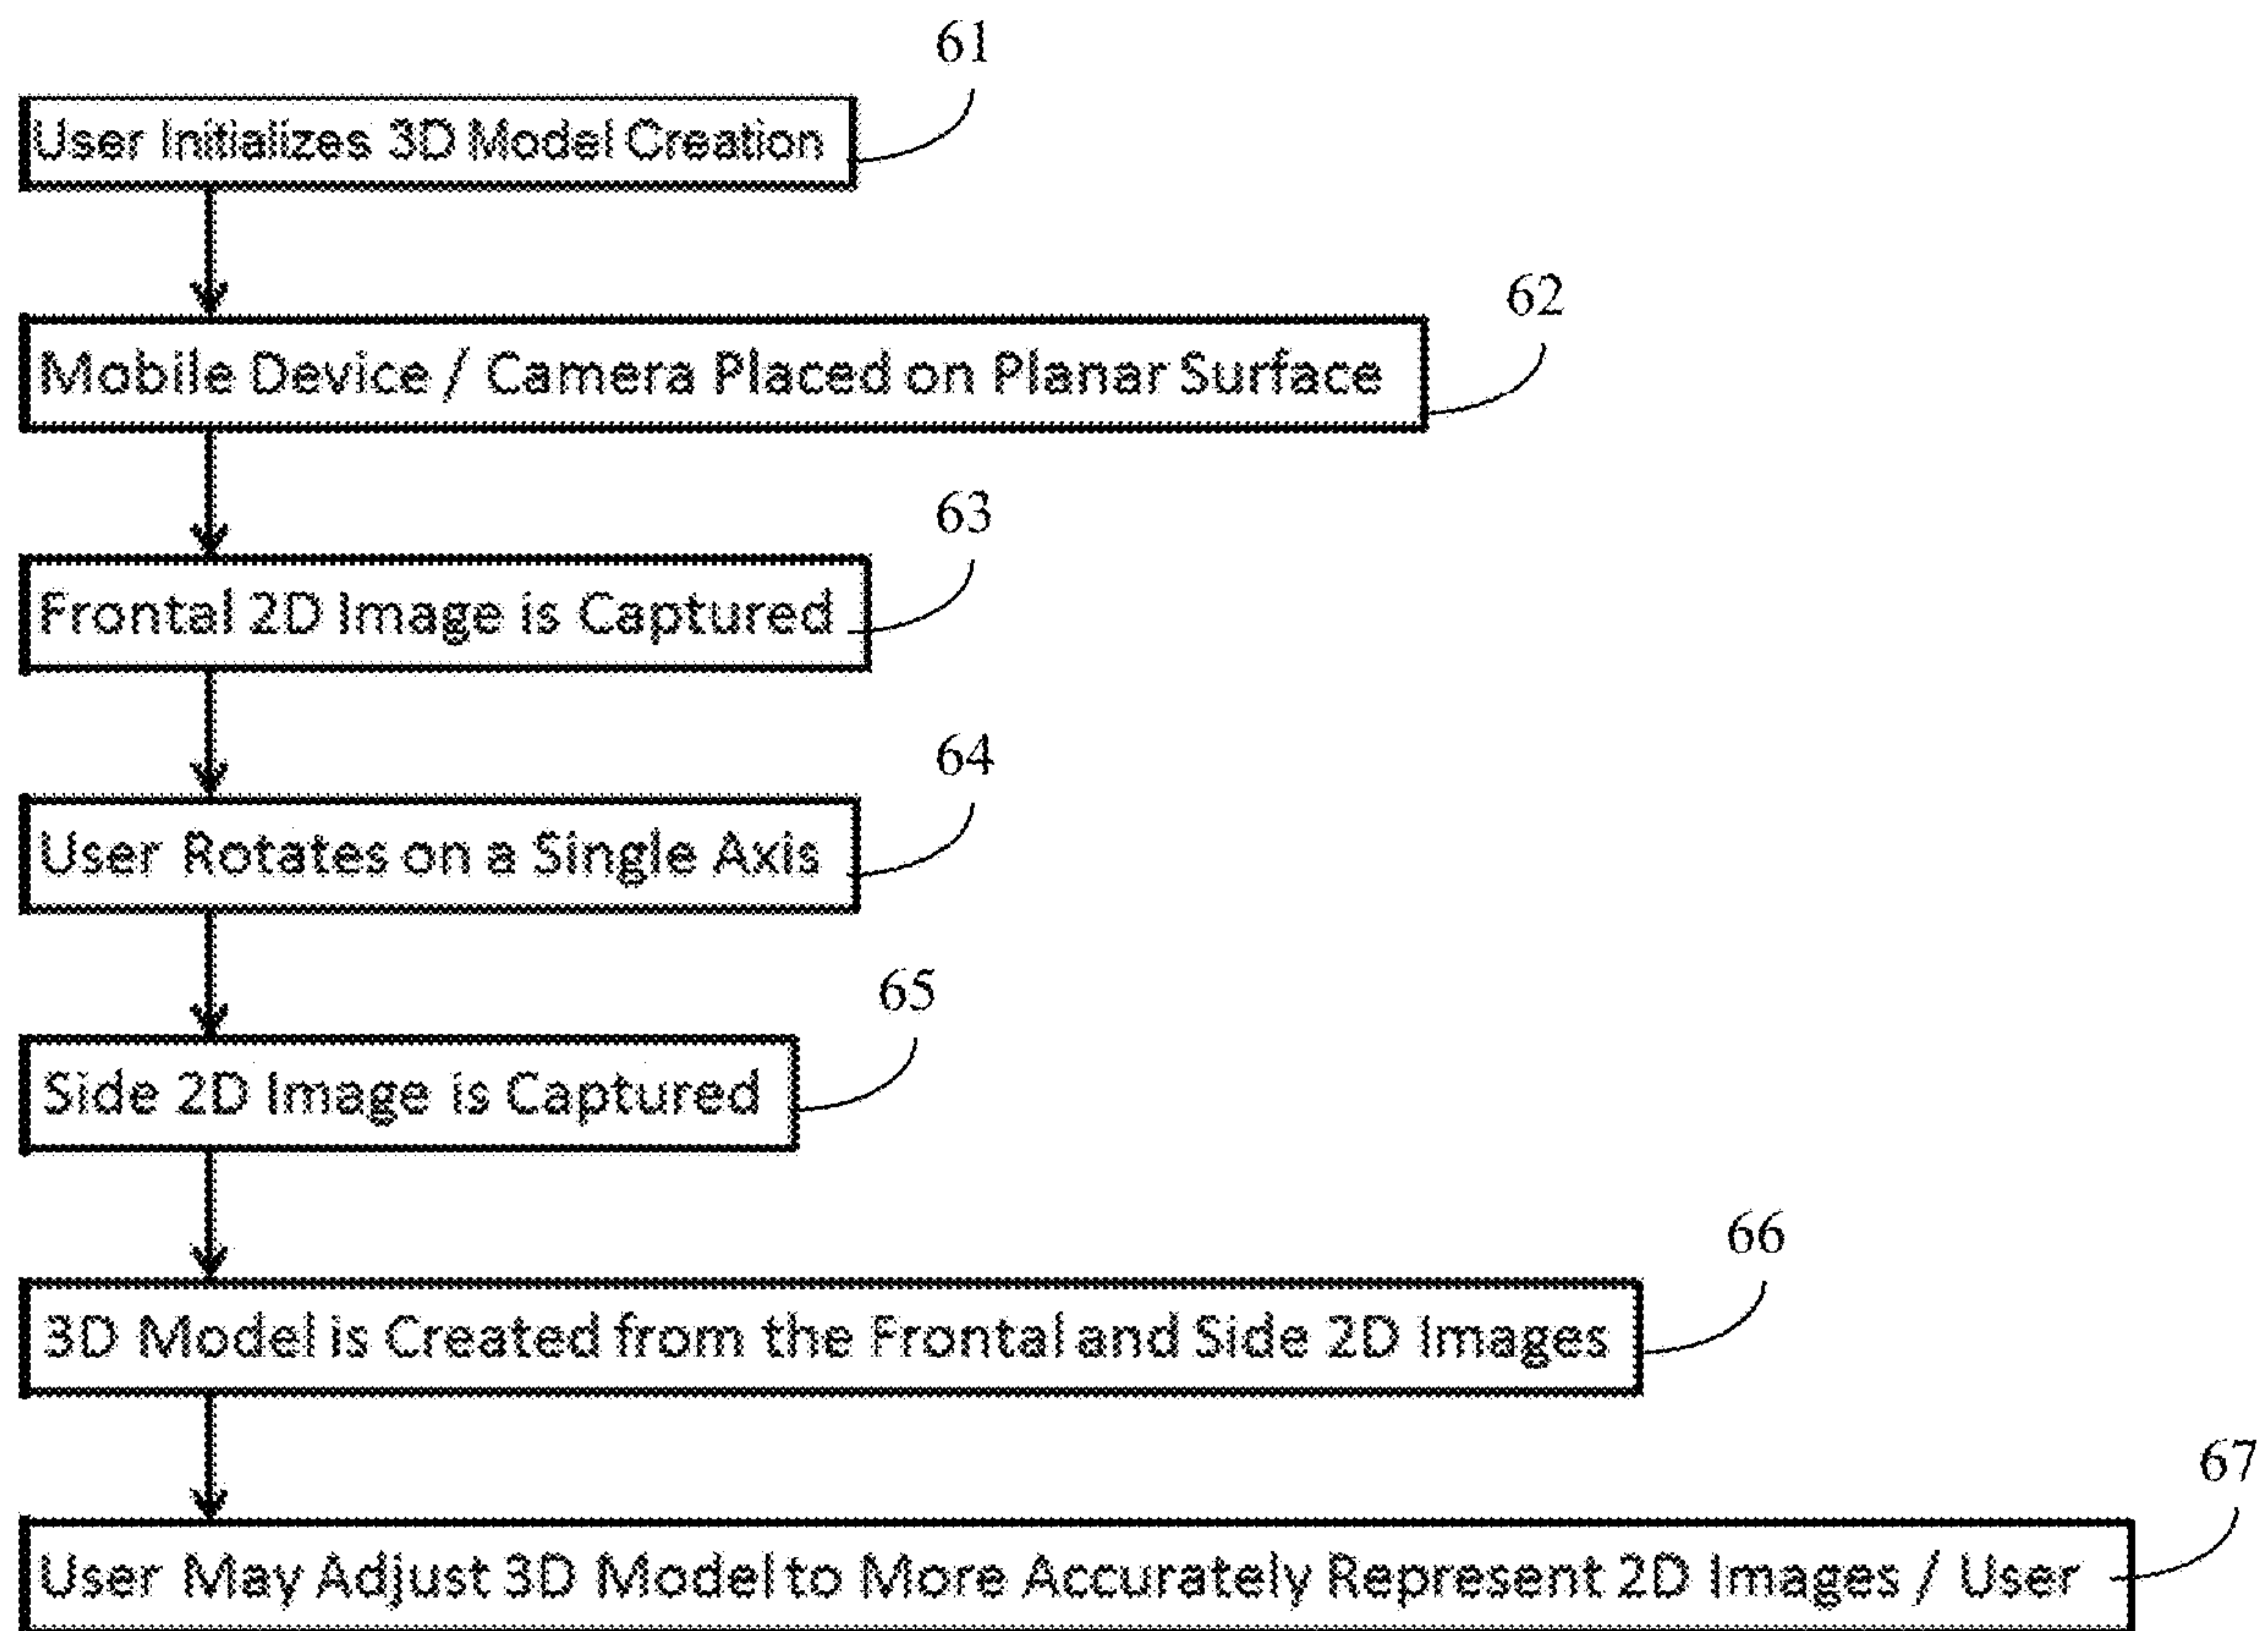 61
User Initializes 3D Model Creation
62
Mobile Device / Camera Placed on Planar Surface
63
Frontal 2D Image is Captured
64
User Rotates on a Single Axis
65
Side 2D Image is Captured
66
3D Model is Created from the Frontal and Side 2D Images
67
User May Adjust 3D Model to More Accurately Represent 2D Images / User